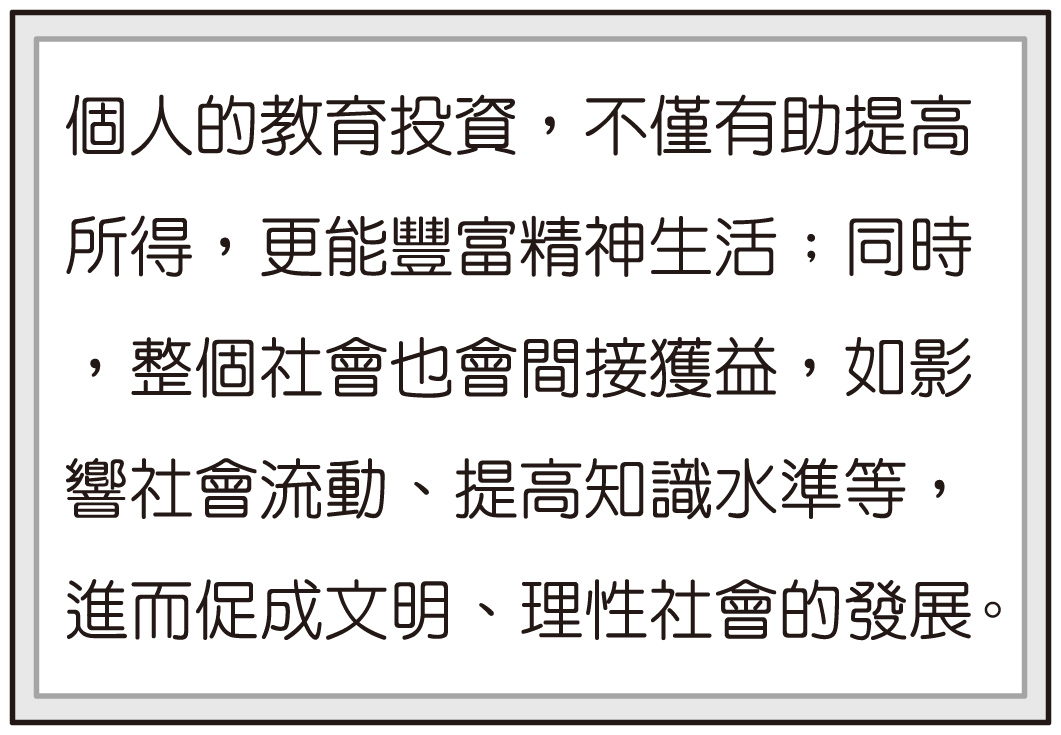 個人的教育投資，不僅有助提高
所得，更能豐富精神生活；同時
，整個社會也會間接獲益，如影
響社會流動、提高知識水準等，
進而促成文明、理性社會的發展。